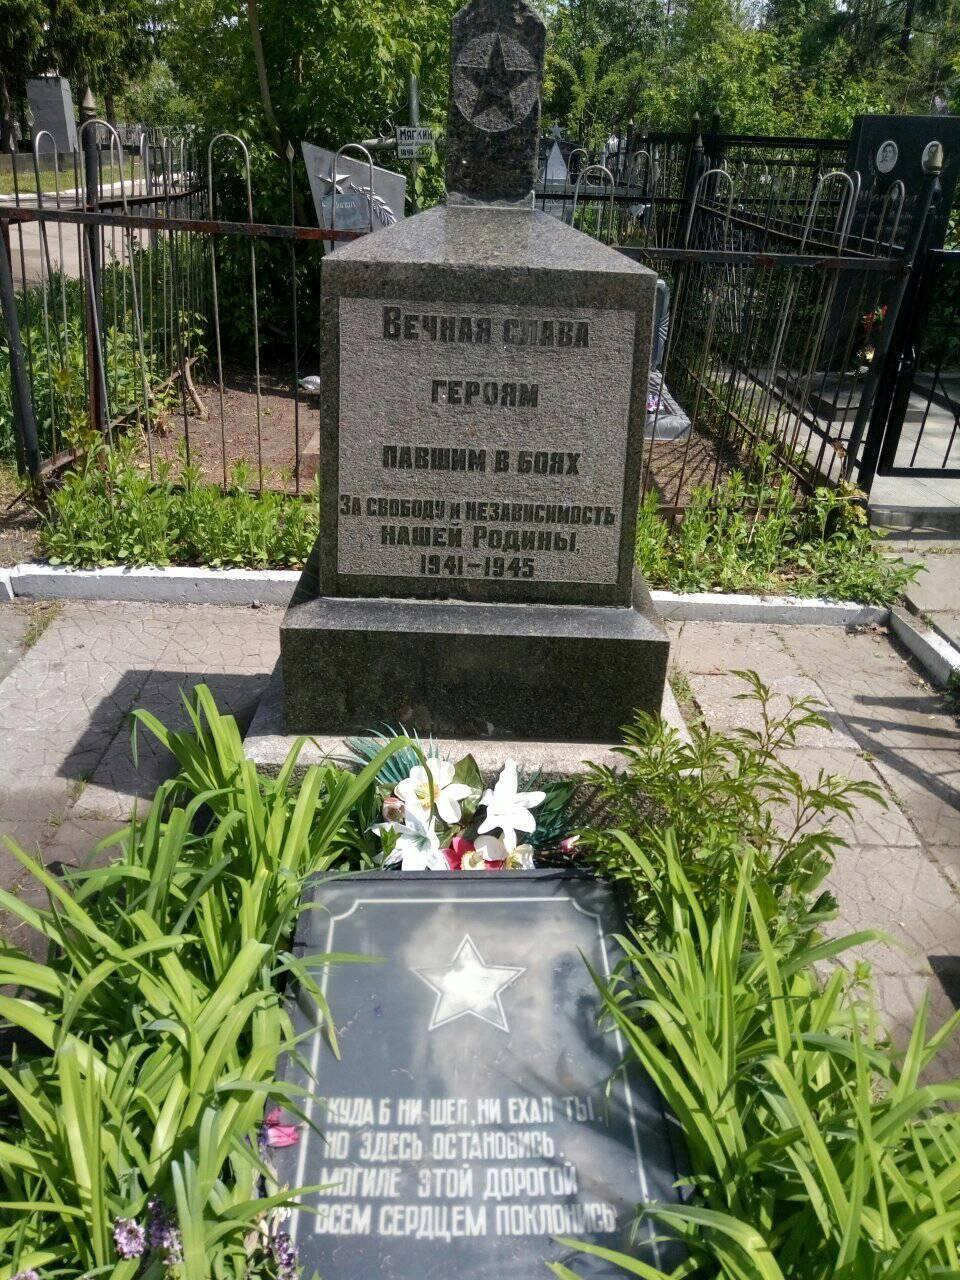 МЯГКИЙ
Вечная слава
героям
павшим в боях
За свободу и независимость
нашей Родины,
1941-1945
КУДА Б НИ ШЕЛ, НИ ЕХАЛ ТЫ,
НО ЗДЕСЬ ОСТАНОВИСЬ.
МОГИЛЕ ЭТОЙ ДОРОГОЙ
ВСЕМ СЕРДЦЕМ ПОКЛОНИСЬ